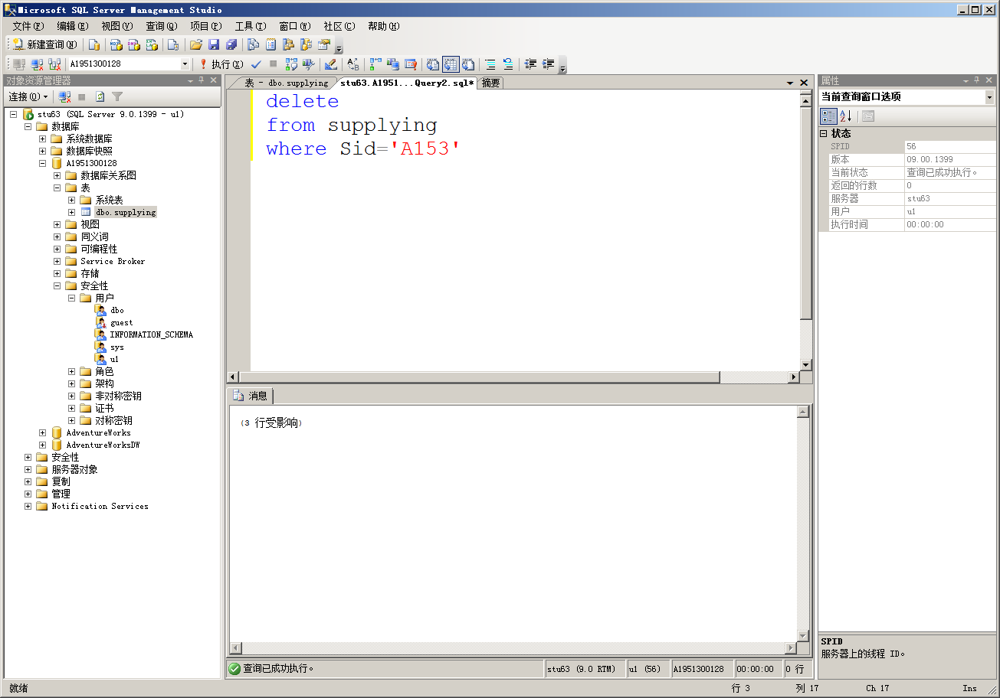 Microsoft SQL Server Management Studio
文件(F) 编辑(E) 视图(V) 查询(Q) 项目(P) 工具(T) 窗口(W) 社区(C) 帮助(H)
新建查询(N)
A1951300128 执行(X)
对象资源管理器
连接(O)
stu63 (SQL Server 9.0.1399 - u1)
数据库
系统数据库
数据库快照
A1951300128
数据库关系图
表
系统表
dbo.supplying
视图
同义词
可编程性
Service Broker
存储
安全性
用户
dbo
guest
INFORMATION_SCHEMA
sys
u1
角色
架构
非对称密钥
证书
对称密钥
AdventureWorks
AdventureWorksDW
安全性
服务器对象
复制
管理
Notification Services
表 - dbo.supplying stu63.A1951...Query2.sql* 摘要
delete
from supplying
where Sid='A153'
消息
(3 行受影响)
查询已成功执行。 stu63 (9.0 RTM) u1 (56) A1951300128 00:00:00 0 行
属性
当前查询窗口选项
状态
SPID 56
版本 09.00.1399
当前状态 查询已成功执行。
返回的行数 0
服务器 stu63
用户 u1
执行时间 00:00:00
SPID
服务器上的线程 ID。
就绪 行 3 列 17 Ch 17 Ins